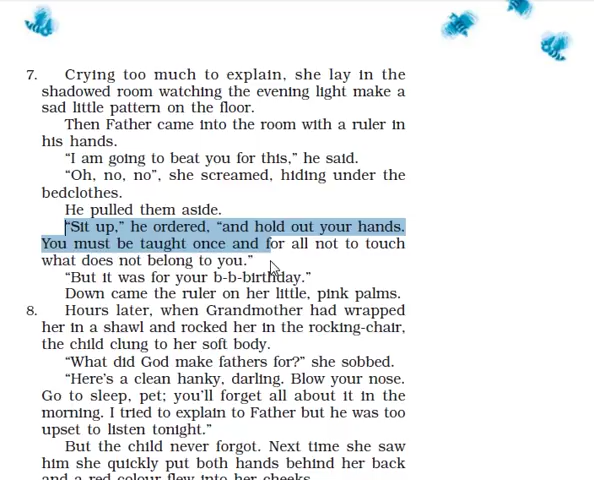 7. Crying too much to explain, she lay in the
shadowed room watching the evening light make a
sad little pattern on the floor.
Then Father came into the room with a ruler in
his hands.
“I am going to beat you for this,” he said.
“Oh, no, no”, she screamed, hiding under the
bedclothes.
He pulled them aside.
“Sit up,” he ordered, “and hold out your hands.
You must be taught once and for all not to touch
what does not belong to you.”
“But it was for your b-b-birthday.”
Down came the ruler on her little, pink palms.
8. Hours later, when Grandmother had wrapped
her in a shawl and rocked her in the rocking-chair,
the child clung to her soft body.
“What did God make fathers for?” she sobbed.
“Here’s a clean hanky, darling. Blow your nose.
Go to sleep, pet; you’ll forget all about it in the
morning. I tried to explain to Father but he was too
upset to listen tonight.”
But the child never forgot. Next time she saw
him she quickly put both hands behind her back
and a red colour flew into her cheeks.